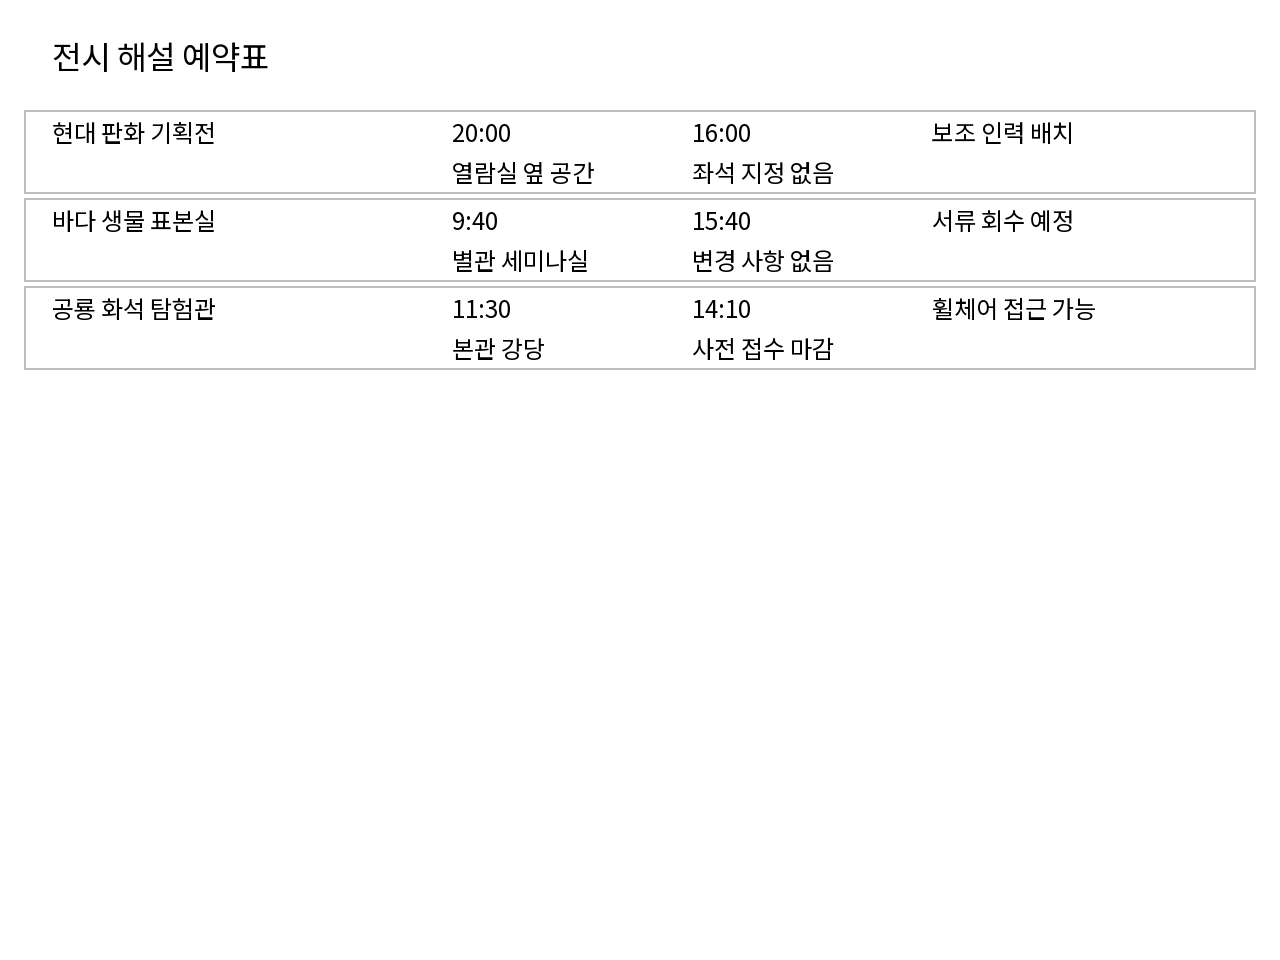 전시 해설 예약표
현대 판화 기획전 20:00 16:00 보조 인력 배치
열람실 옆 공간 좌석 지정 없음
바다 생물 표본실 9:40 15:40 서류 회수 예정
별관 세미나실 변경 사항 없음
공룡 화석 탐험관 11:30 14:10 휠체어 접근 가능
본관 강당 사전 접수 마감